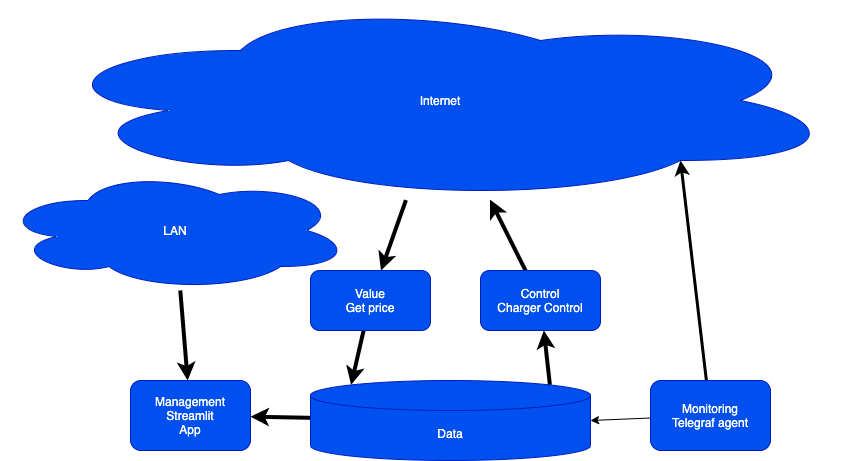 Internet
LAN
Value
Get price
Control
Charger Control
Management
Streamlit
App
Data
Monitoring
Telegraf agent